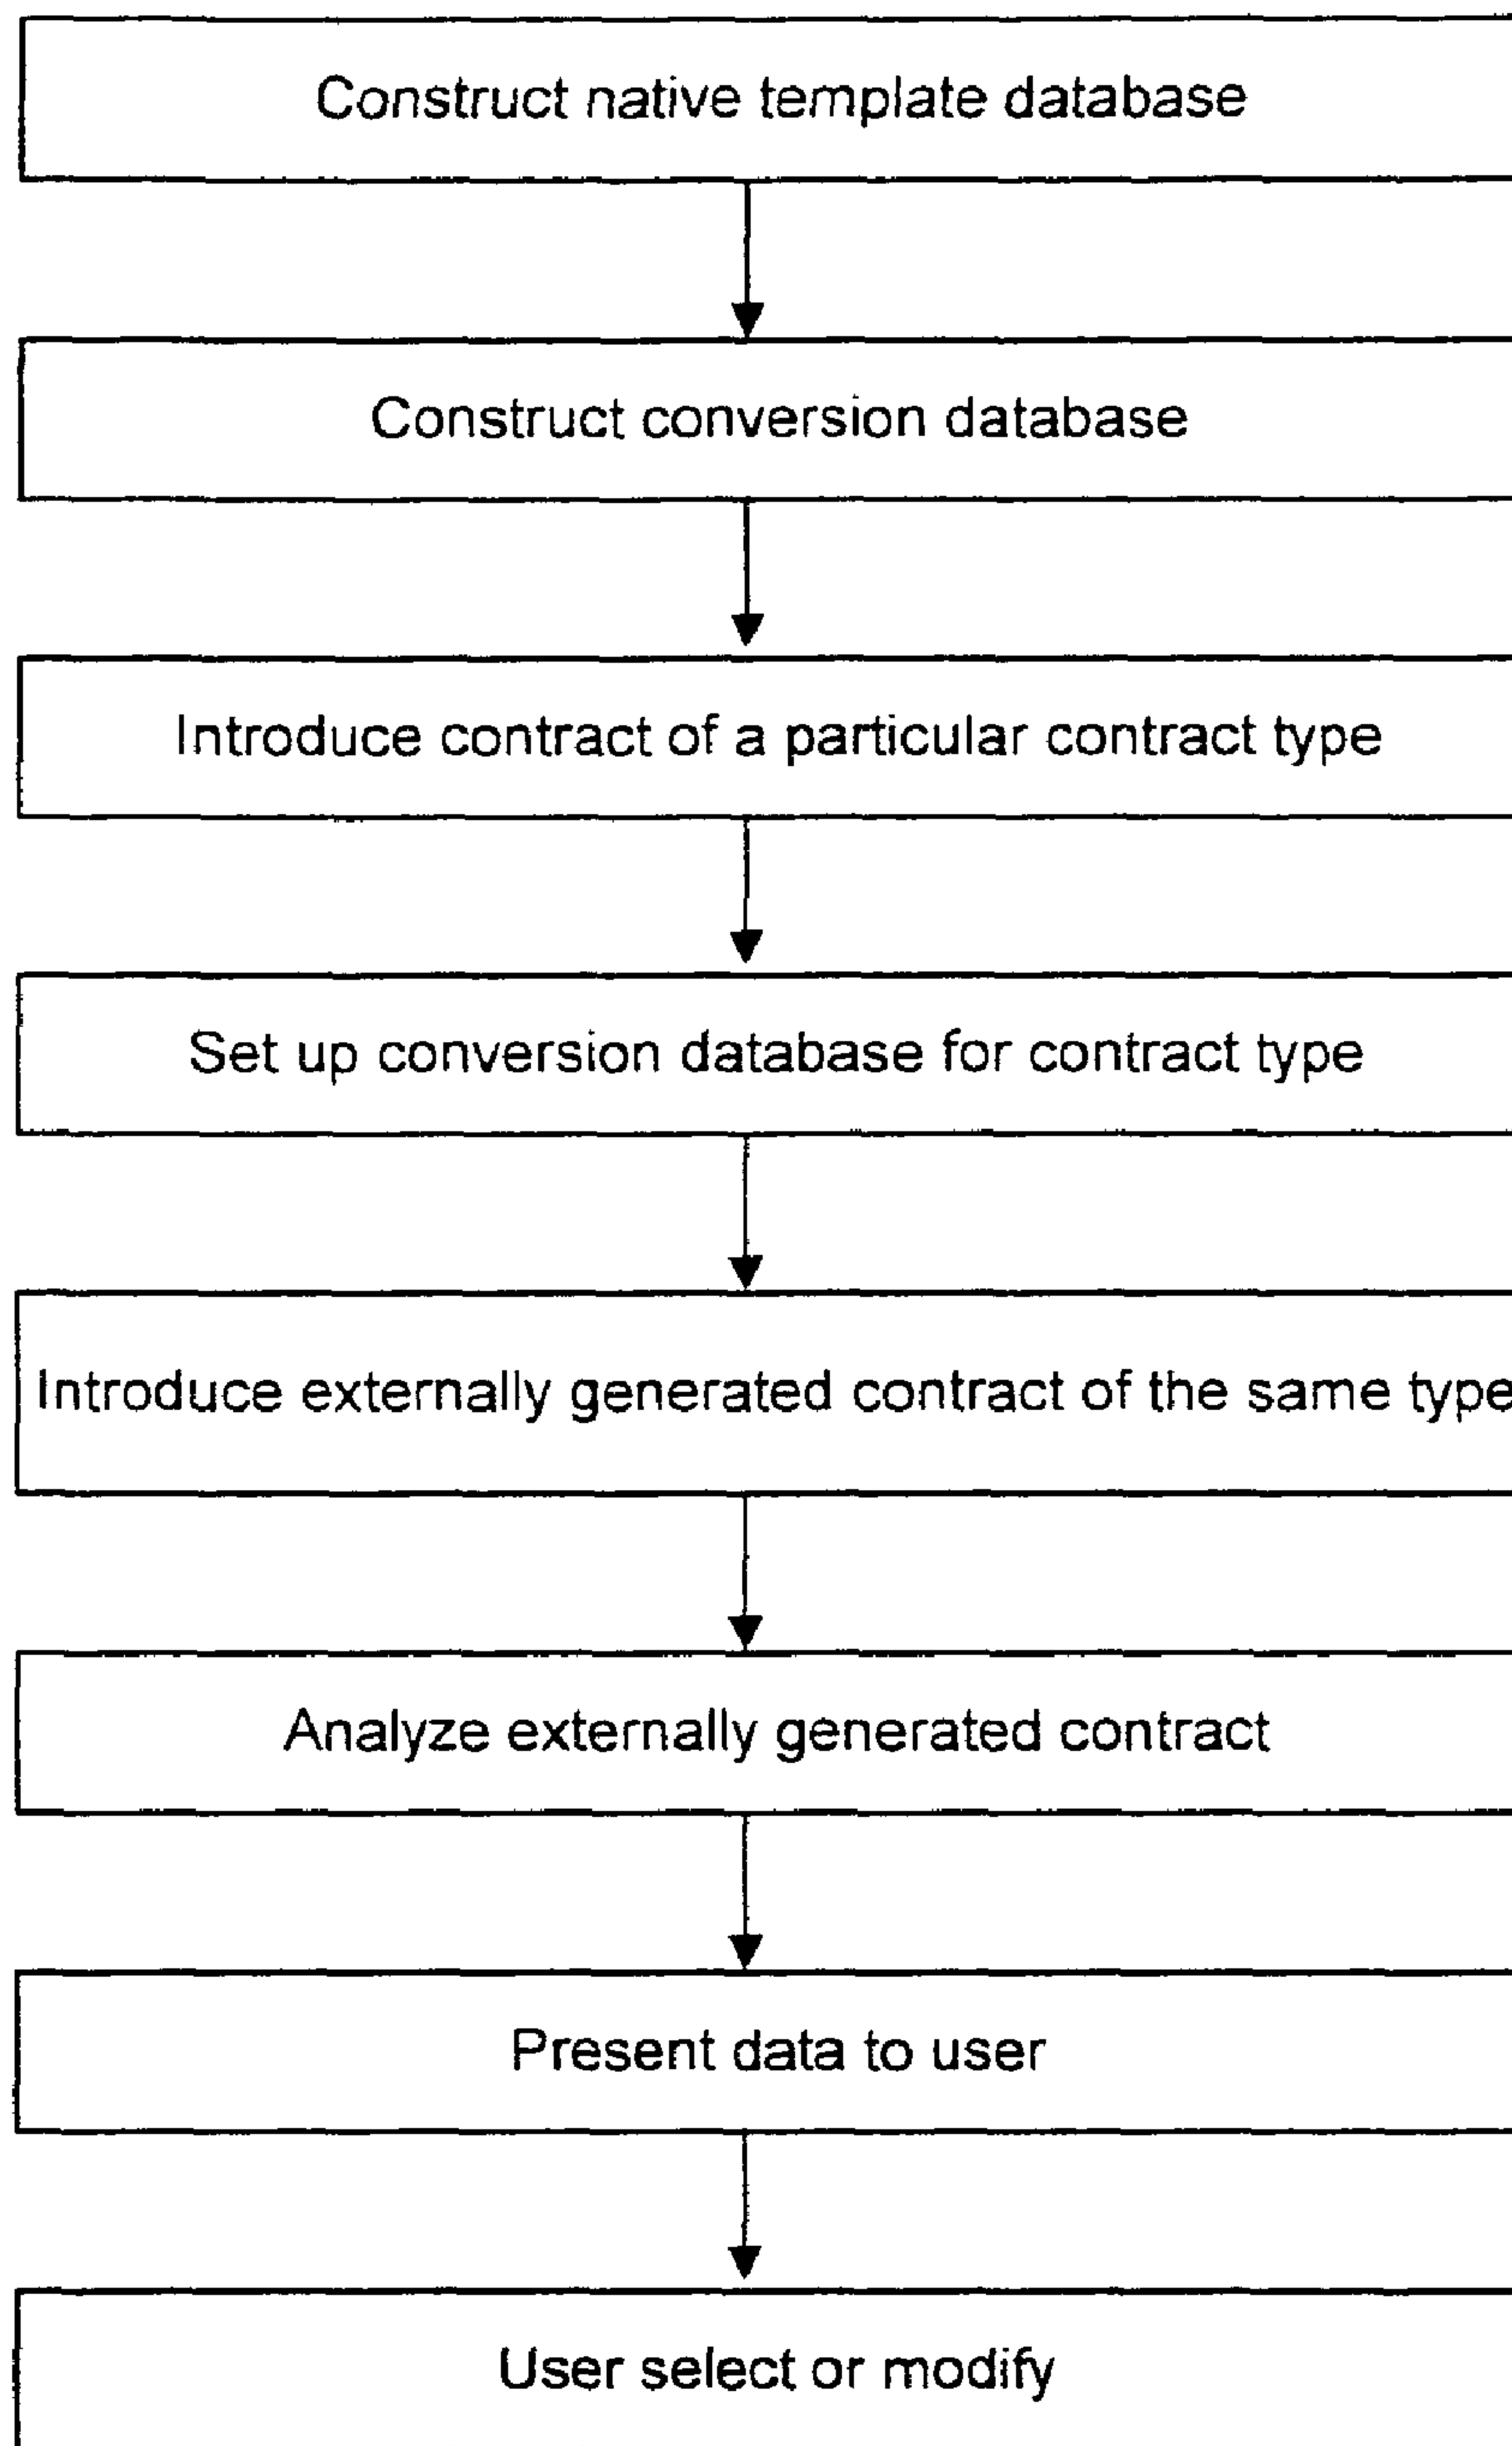 Construct native template database
Construct conversion database
Introduce contract of a particular contract type
Set up conversion database for contract type
Introduce externally generated contract of the same type
Analyze externally generated contract
Present data to user
User select or modify